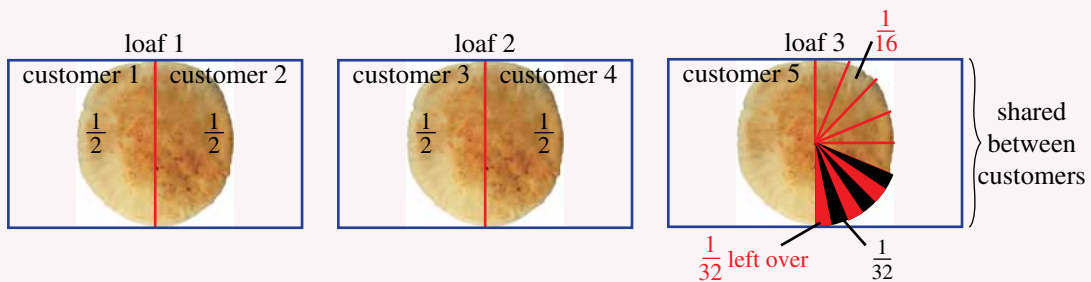 loaf 1
customer 1 customer 2
1/2 1/2
loaf 2
customer 3 customer 4
1/2 1/2
loaf 3
customer 5
1/16
shared
between
customers
1/32 left over
1/32